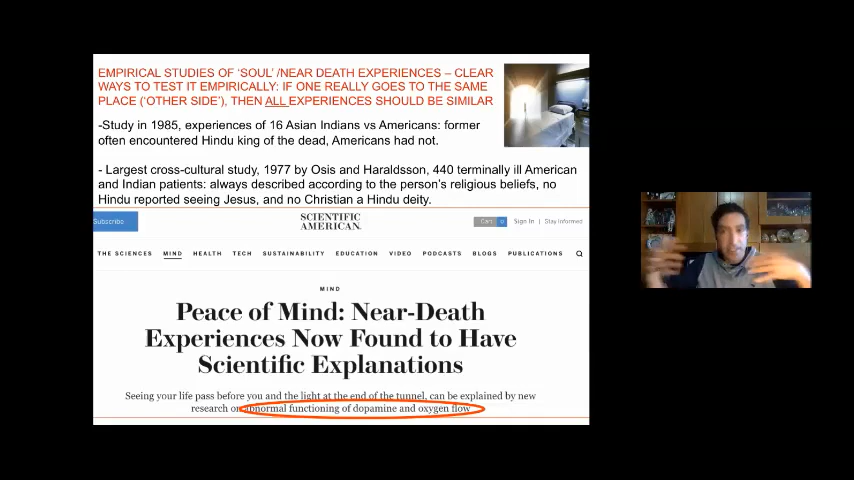 EMPIRICAL STUDIES OF 'SOUL' /NEAR DEATH EXPERIENCES – CLEAR
WAYS TO TEST IT EMPIRICALLY: IF ONE REALLY GOES TO THE SAME
PLACE ('OTHER SIDE'), THEN ALL EXPERIENCES SHOULD BE SIMILAR
-Study in 1985, experiences of 16 Asian Indians vs Americans: former
often encountered Hindu king of the dead, Americans had not.
- Largest cross-cultural study, 1977 by Osis and Haraldsson, 440 terminally ill American
and Indian patients: always described according to the person's religious beliefs, no
Hindu reported seeing Jesus, and no Christian a Hindu deity.
Subscribe
SCIENTIFIC
AMERICAN.
Cart Sign In | Stay Informed
THE SCIENCES MIND HEALTH TECH SUSTAINABILITY EDUCATION VIDEO PODCASTS BLOGS PUBLICATIONS
MIND
Peace of Mind: Near-Death
Experiences Now Found to Have
Scientific Explanations
Seeing your life pass before you and the light at the end of the tunnel, can be explained by new
research on abnormal functioning of dopamine and oxygen flow